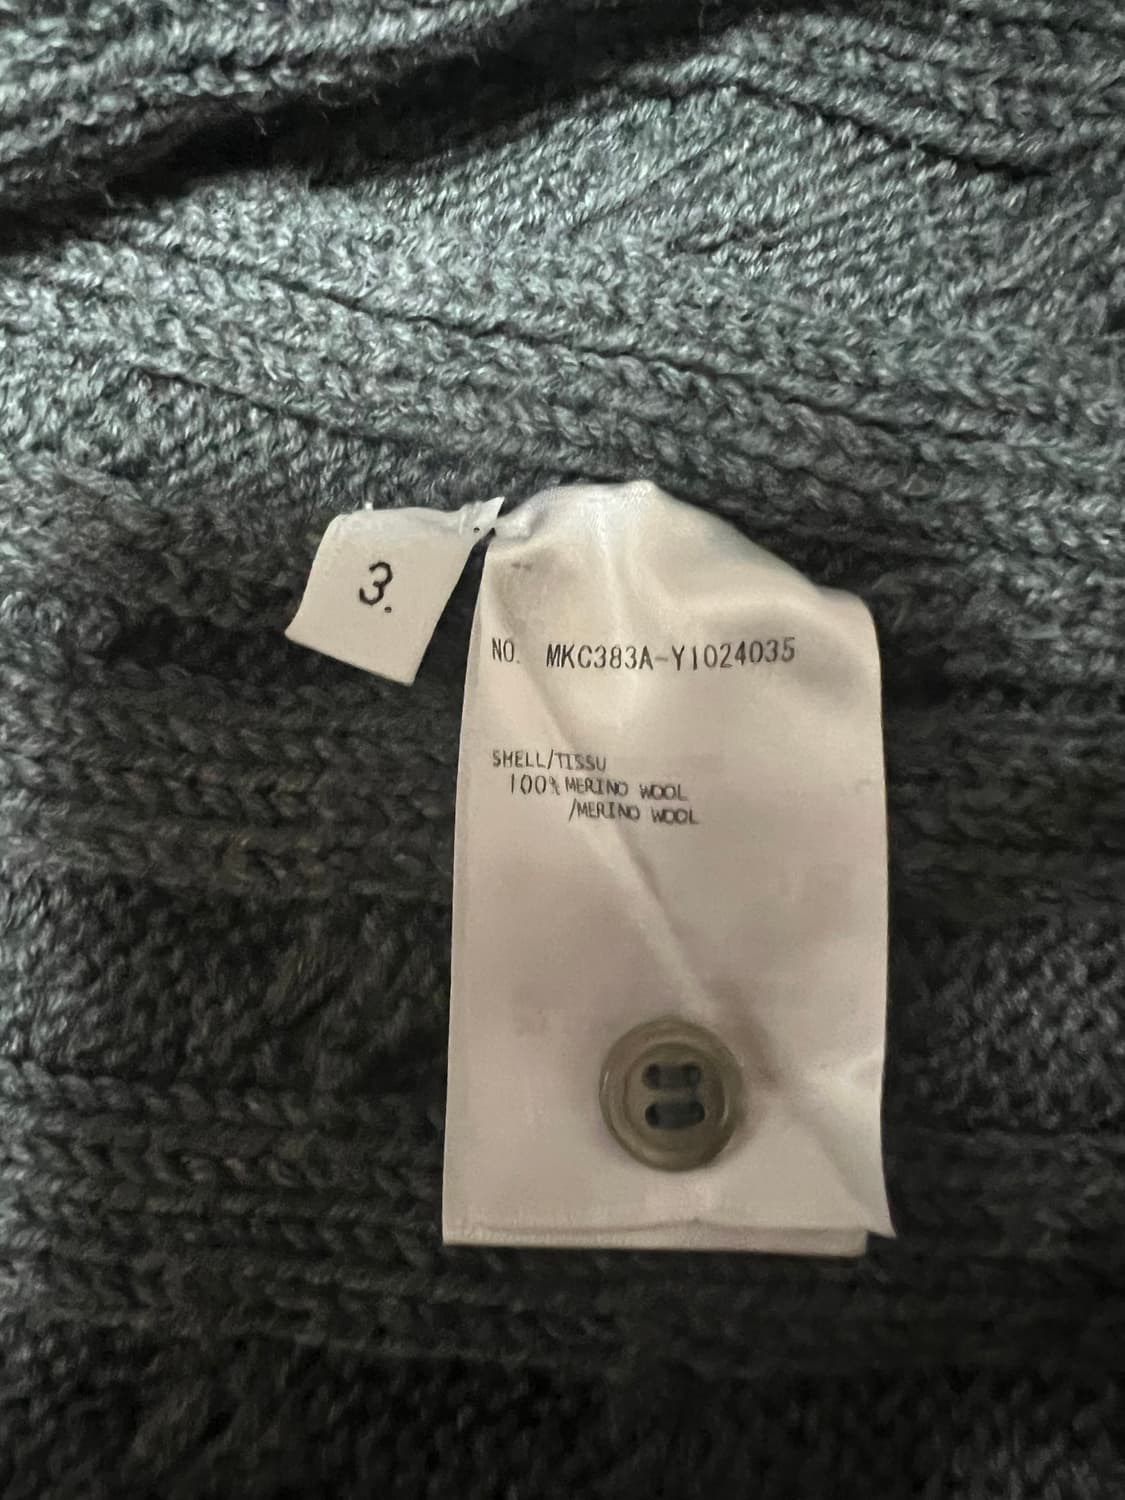 3.
NO. MKC383A-Y1024035
SHELL/TISSU
100% MERINO WOOL
/MERINO WOOL